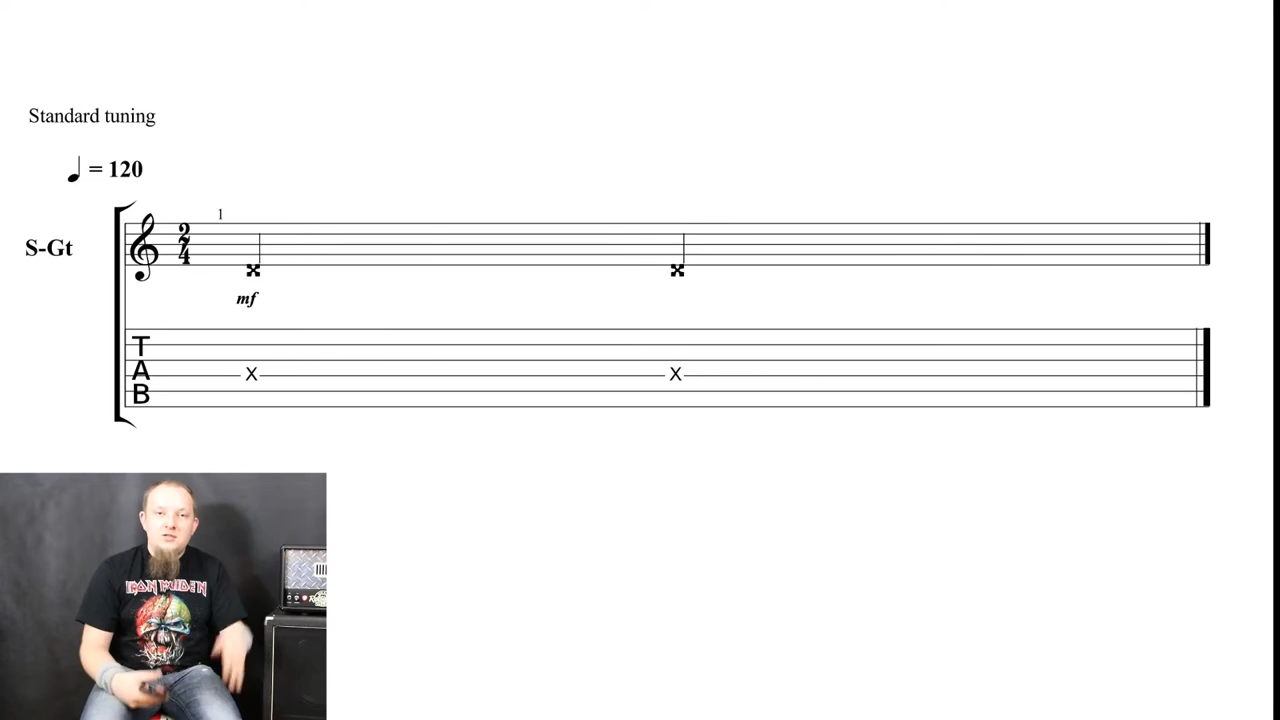 Standard tuning
♩ = 120
1
S-Gt
2
4
mf
T
A
B
X X
IRON MAIDEN